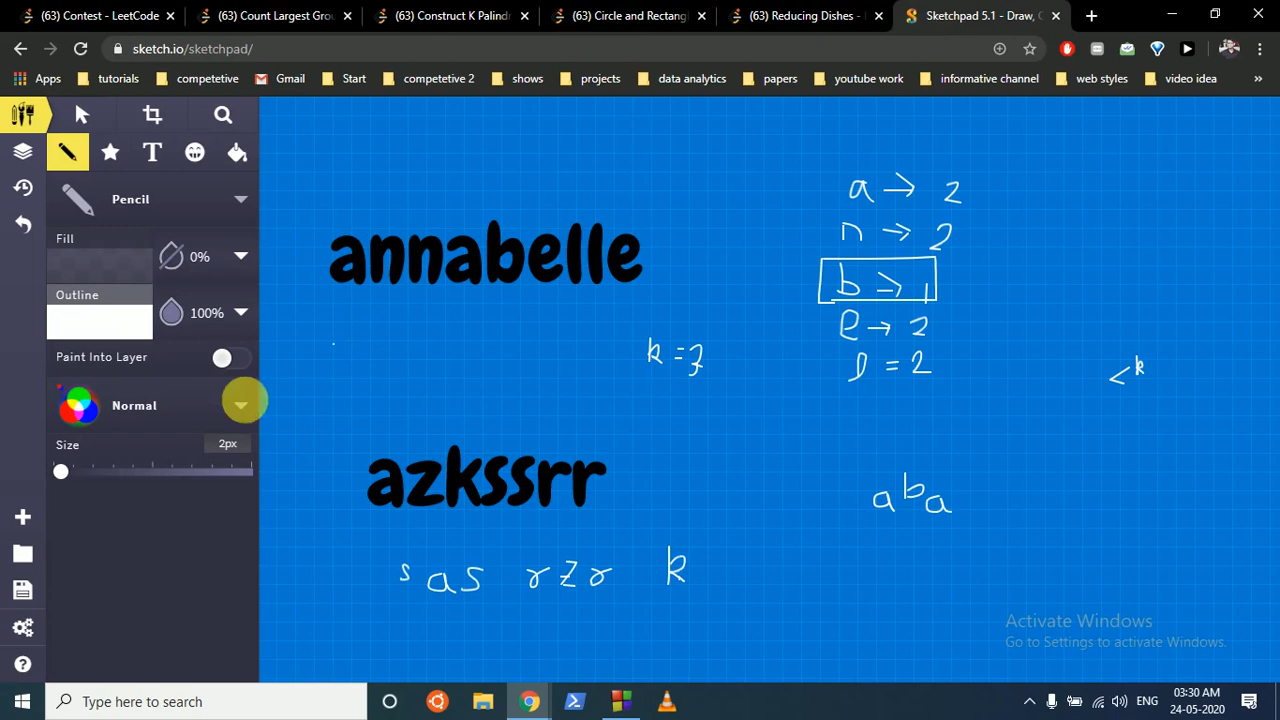 (63) Contest - LeetCode
(63) Count Largest Grou
(63) Construct K Palindr
(63) Circle and Rectang
(63) Reducing Dishes -
Sketchpad 5.1 - Draw, C
sketch.io/sketchpad/
Apps
tutorials
competetive
Gmail
Start
competetive 2
shows
projects
data analytics
papers
youtube work
informative channel
web styles
video idea
»
Pencil
Fill
0%
Outline
100%
Paint Into Layer
Normal
Size
2px
annabelle
a → 2
n → 2
b → 1
e → 2
l = 2
k = 3
< k
azkssrr
aba
sas rzr k
Activate Windows
Go to Settings to activate Windows.
Type here to search
ENG
03:30 AM
24-05-2020